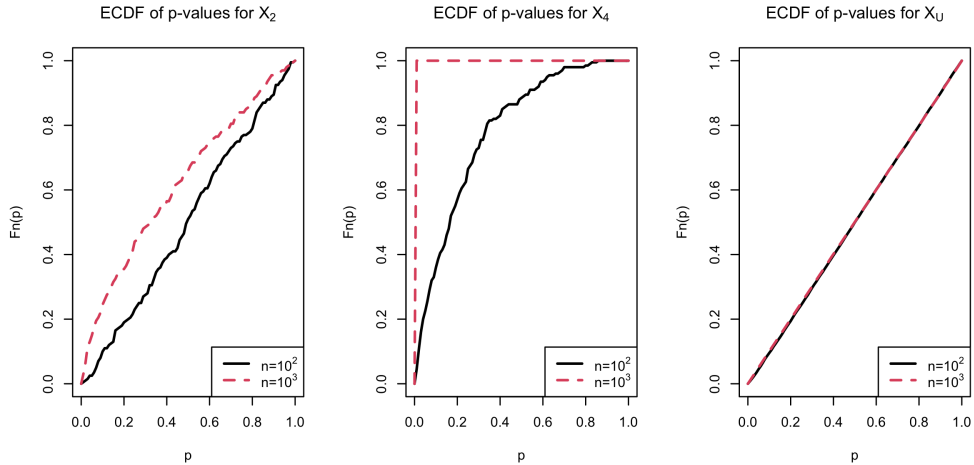 ECDF of p-values for X₂
Fn(p)
1.0
0.8
0.6
0.4
0.2
0.0
n=10²
n=10³
0.0 0.2 0.4 0.6 0.8 1.0
p
ECDF of p-values for X₄
Fn(p)
1.0
0.8
0.6
0.4
0.2
0.0
n=10²
n=10³
0.0 0.2 0.4 0.6 0.8 1.0
p
ECDF of p-values for X_U
Fn(p)
1.0
0.8
0.6
0.4
0.2
0.0
n=10²
n=10³
0.0 0.2 0.4 0.6 0.8 1.0
p